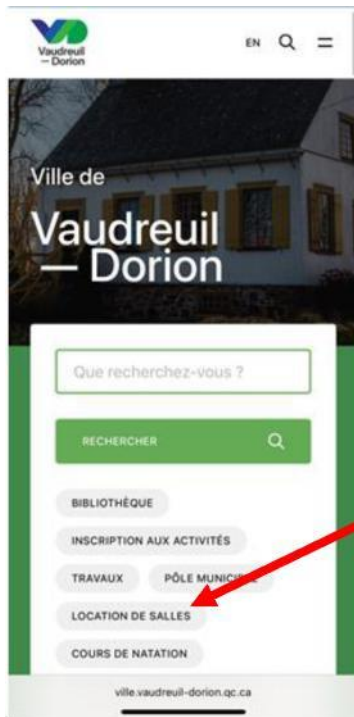 Vaudreuil
— Dorion
EN
Ville de
Vaudreuil
— Dorion
Que recherchez-vous ?
RECHERCHER
BIBLIOTHÈQUE
INSCRIPTION AUX ACTIVITÉS
TRAVAUX PÔLE
LOCATION DE SALLES
COURS DE NATATION
ville.vaudreuil-dorion.qc.ca